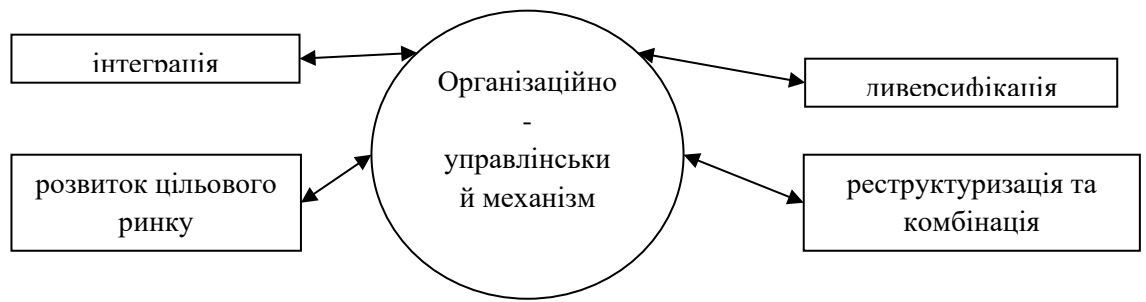 інтеграція
Організаційно
-
управлінськи
й механізм
диверсифікація
розвиток цільового
ринку
реструктуризація та
комбінація